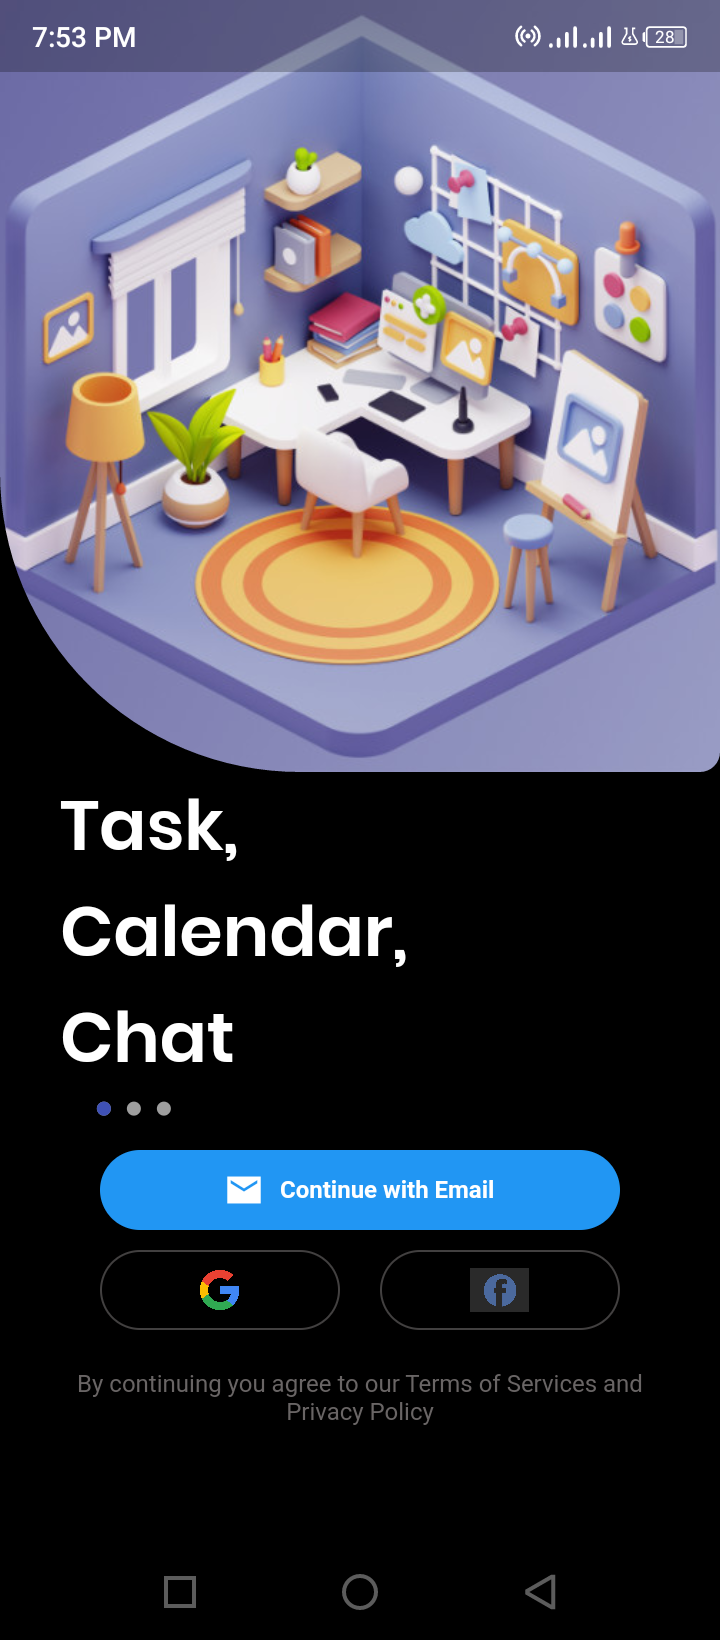 7:53 PM
28
Task,
Calendar,
Chat
Continue with Email
By continuing you agree to our Terms of Services and
Privacy Policy